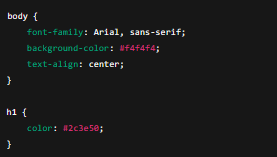 body {
    font-family: Arial, sans-serif;
    background-color: #f4f4f4;
    text-align: center;
}

h1 {
    color: #2c3e50;
}